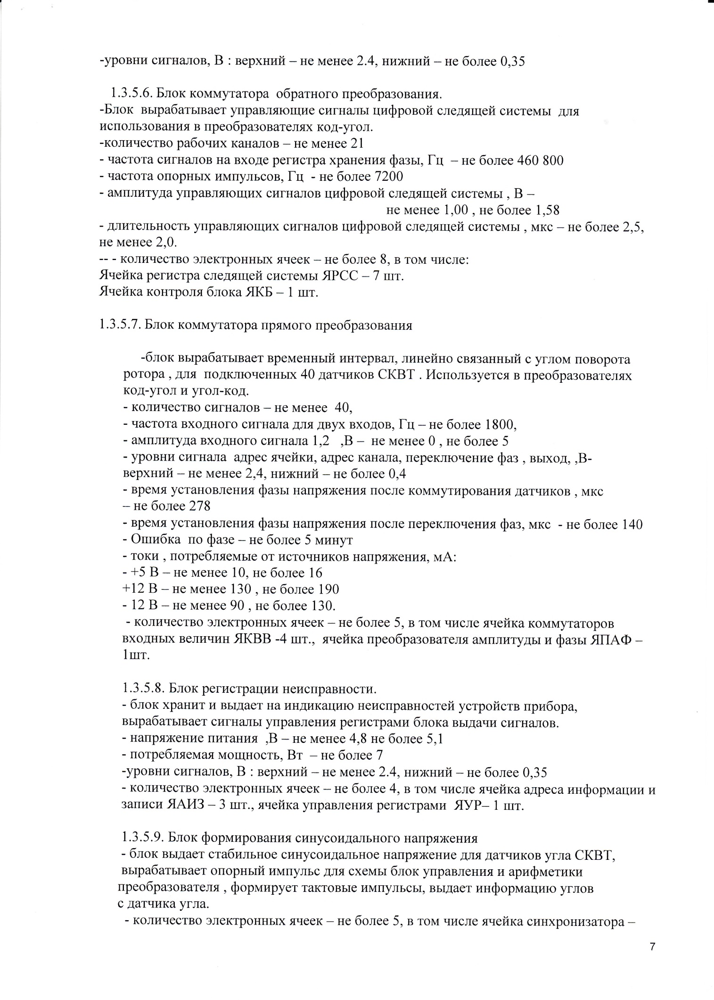 -уровни сигналов, В : верхний – не менее 2.4, нижний – не более 0,35
1.3.5.6. Блок коммутатора обратного преобразования.
-Блок вырабатывает управляющие сигналы цифровой следящей системы для
использования в преобразователях код-угол.
-количество рабочих каналов – не менее 21
- частота сигналов на входе регистра хранения фазы, Гц – не более 460 800
- частота опорных импульсов, Гц - не более 7200
- амплитуда управляющих сигналов цифровой следящей системы , В –
не менее 1,00 , не более 1,58
- длительность управляющих сигналов цифровой следящей системы , мкс – не более 2,5,
не менее 2,0.
-- - количество электронных ячеек – не более 8, в том числе:
Ячейка регистра следящей системы ЯРСС – 7 шт.
Ячейка контроля блока ЯКБ – 1 шт.
1.3.5.7. Блок коммутатора прямого преобразования
-блок вырабатывает временный интервал, линейно связанный с углом поворота
ротора , для подключенных 40 датчиков СКВТ . Используется в преобразователях
код-угол и угол-код.
- количество сигналов – не менее 40,
- частота входного сигнала для двух входов, Гц – не более 1800,
- амплитуда входного сигнала 1,2 ,В – не менее 0 , не более 5
- уровни сигнала адрес ячейки, адрес канала, переключение фаз , выход, ,В-
верхний – не менее 2,4, нижний – не более 0,4
- время установления фазы напряжения после коммутирования датчиков , мкс
– не более 278
- время установления фазы напряжения после переключения фаз, мкс - не более 140
- Ошибка по фазе – не более 5 минут
- токи , потребляемые от источников напряжения, мА:
- +5 В – не менее 10, не более 16
+12 В – не менее 130 , не более 190
- 12 В – не менее 90 , не более 130.
- количество электронных ячеек – не более 5, в том числе ячейка коммутаторов
входных величин ЯКВВ -4 шт., ячейка преобразователя амплитуды и фазы ЯПАФ –
1шт.
1.3.5.8. Блок регистрации неисправности.
- блок хранит и выдает на индикацию неисправностей устройств прибора,
вырабатывает сигналы управления регистрами блока выдачи сигналов.
- напряжение питания ,В – не менее 4,8 не более 5,1
- потребляемая мощность, Вт – не более 7
-уровни сигналов, В : верхний – не менее 2.4, нижний – не более 0,35
- количество электронных ячеек – не более 4, в том числе ячейка адреса информации и
записи ЯАИЗ – 3 шт., ячейка управления регистрами ЯУР– 1 шт.
1.3.5.9. Блок формирования синусоидального напряжения
- блок выдает стабильное синусоидальное напряжение для датчиков угла СКВТ,
вырабатывает опорный импульс для схемы блок управления и арифметики
преобразователя , формирует тактовые импульсы, выдает информацию углов
с датчика угла.
- количество электронных ячеек – не более 5, в том числе ячейка синхронизатора –
7